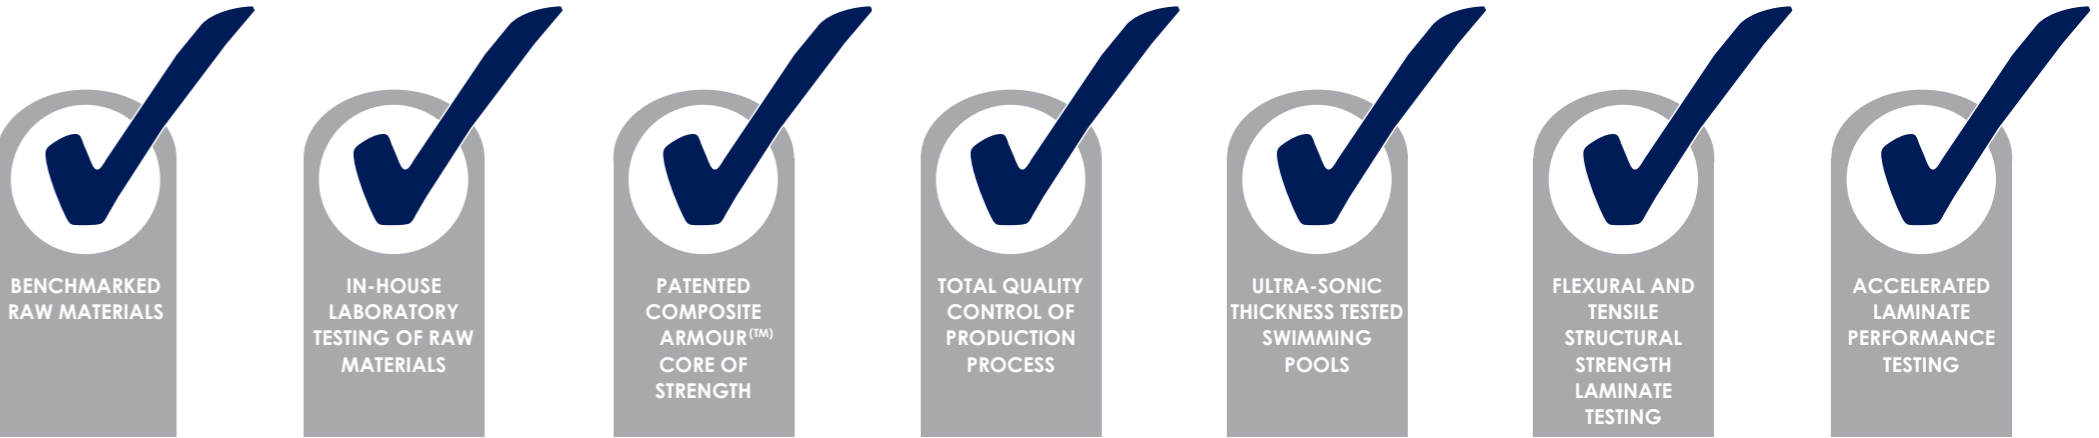 BENCHMARKED
RAW MATERIALS
IN-HOUSE
LABORATORY
TESTING OF RAW
MATERIALS
PATENTED
COMPOSITE
ARMOUR(TM)
CORE OF
STRENGTH
TOTAL QUALITY
CONTROL OF
PRODUCTION
PROCESS
ULTRA-SONIC
THICKNESS TESTED
SWIMMING
POOLS
FLEXURAL AND
TENSILE
STRUCTURAL
STRENGTH
LAMINATE
TESTING
ACCELERATED
LAMINATE
PERFORMANCE
TESTING